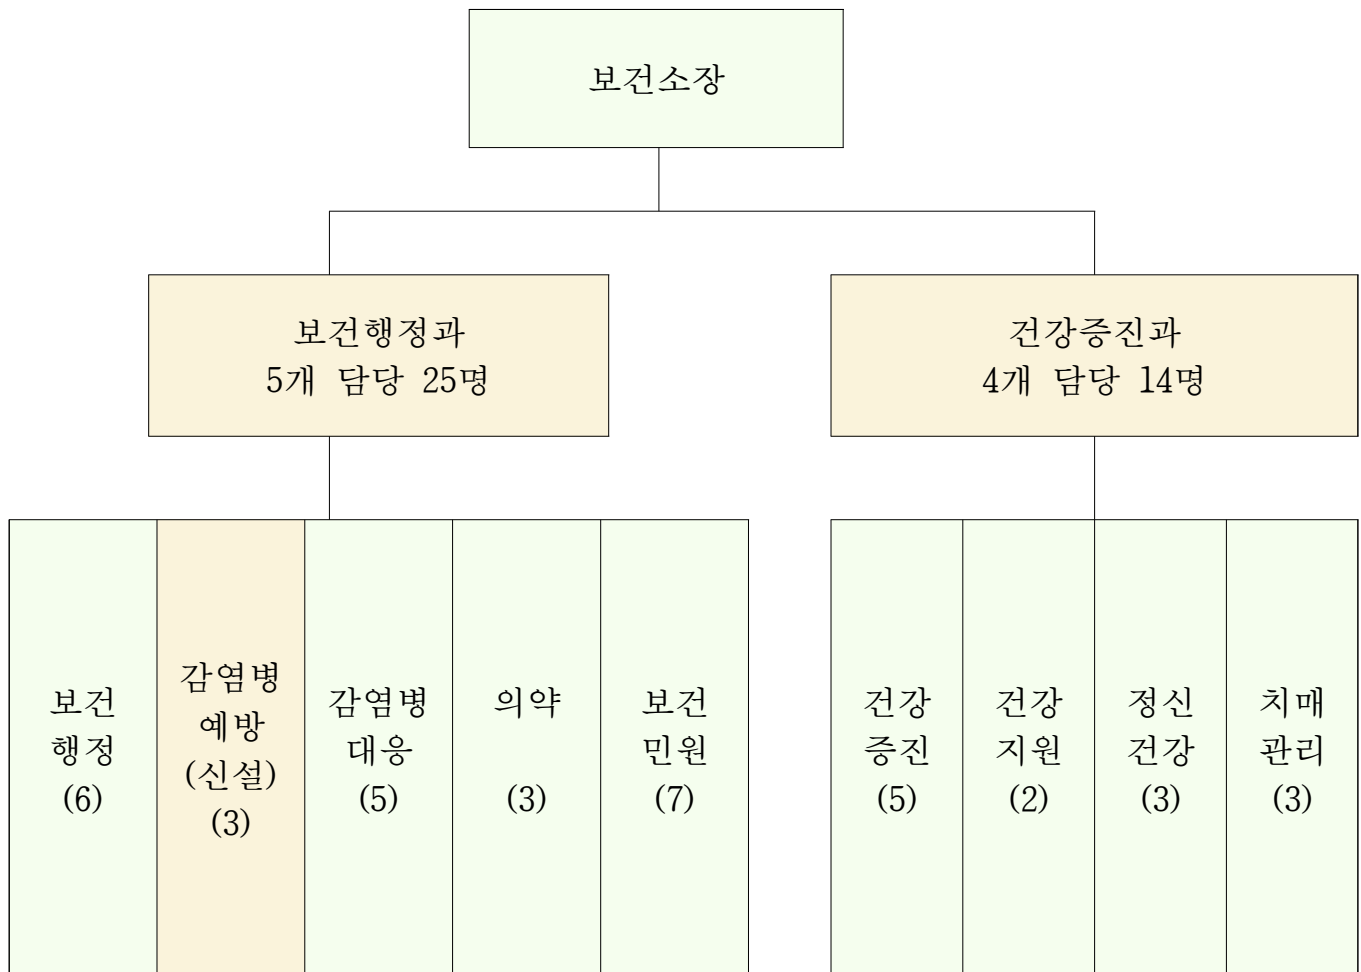 보건소장
보건행정과
5개 담당 25명
건강증진과
4개 담당 14명
보건
행정
(6)
감염병
예방
(신설)
(3)
감염병
대응
(5)
의약
(3)
보건
민원
(7)
건강
증진
(5)
건강
지원
(2)
정신
건강
(3)
치매
관리
(3)